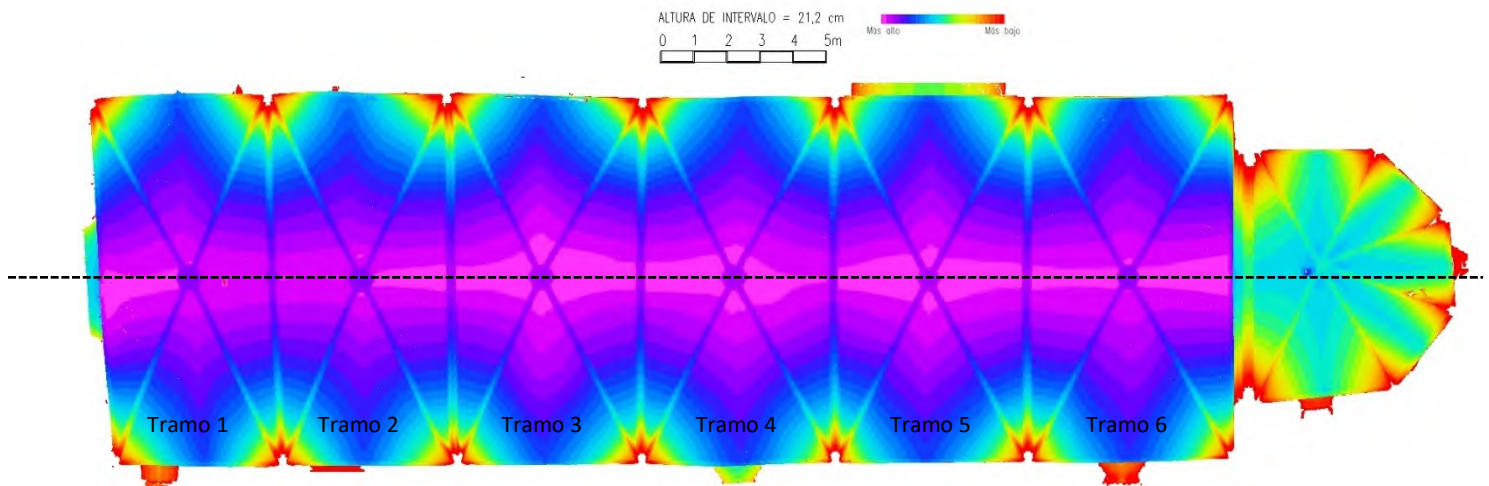 ALTURA DE INTERVALO = 21,2 cm
0 1 2 3 4 5m
Más alto
Más bajo
Tramo 1
Tramo 2
Tramo 3
Tramo 4
Tramo 5
Tramo 6